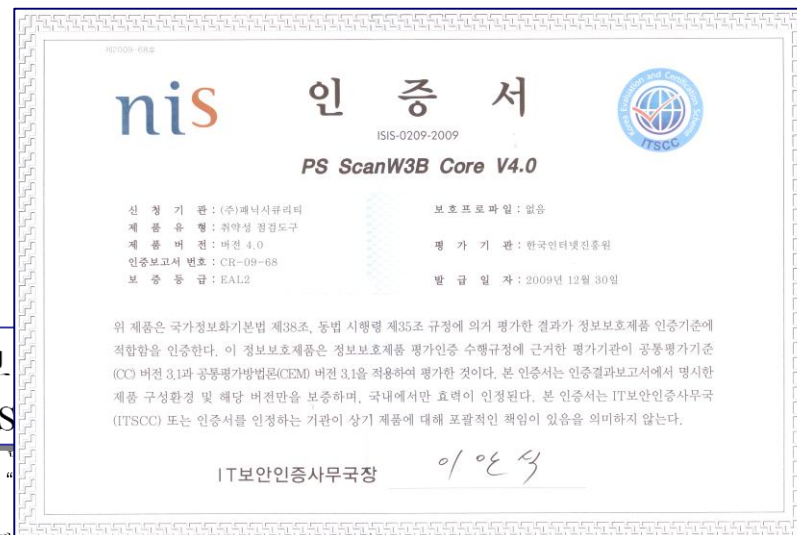 제2009-68호
nis
인 증 서
ISIS-0209-2009
PS ScanW3B Core V4.0
Korea Evaluation and Certification Scheme
ITSCC
신 청 기 관 : (주)패닉시큐리티
제 품 유 형 : 취약성 점검도구
제 품 버 전 : 버전 4.0
인증보고서 번호 : CR-09-68
보 증 등 급 : EAL2
보 호 프 로 파 일 : 없음
평 가 기 관 : 한국인터넷진흥원
발 급 일 자 : 2009년 12월 30일
위 제품은 국가정보화기본법 제38조, 동법 시행령 제35조 규정에 의거 평가한 결과가 정보보호제품 인증기준에
적합함을 인증한다. 이 정보보호제품은 정보보호제품 평가인증 수행규정에 근거한 평가기관이 공통평가기준
(CC) 버전 3.1과 공통평가방법론(CEM) 버전 3.1을 적용하여 평가한 것이다. 본 인증서는 인증결과보고서에서 명시한
제품 구성환경 및 해당 버전만을 보증하며, 국내에서만 효력이 인정된다. 본 인증서는 IT보안인증사무국
(ITSCC) 또는 인증서를 인정하는 기관이 상기 제품에 대해 포괄적인 책임이 있음을 의미하지 않는다.
IT보안인증사무국장
이안석
S
“